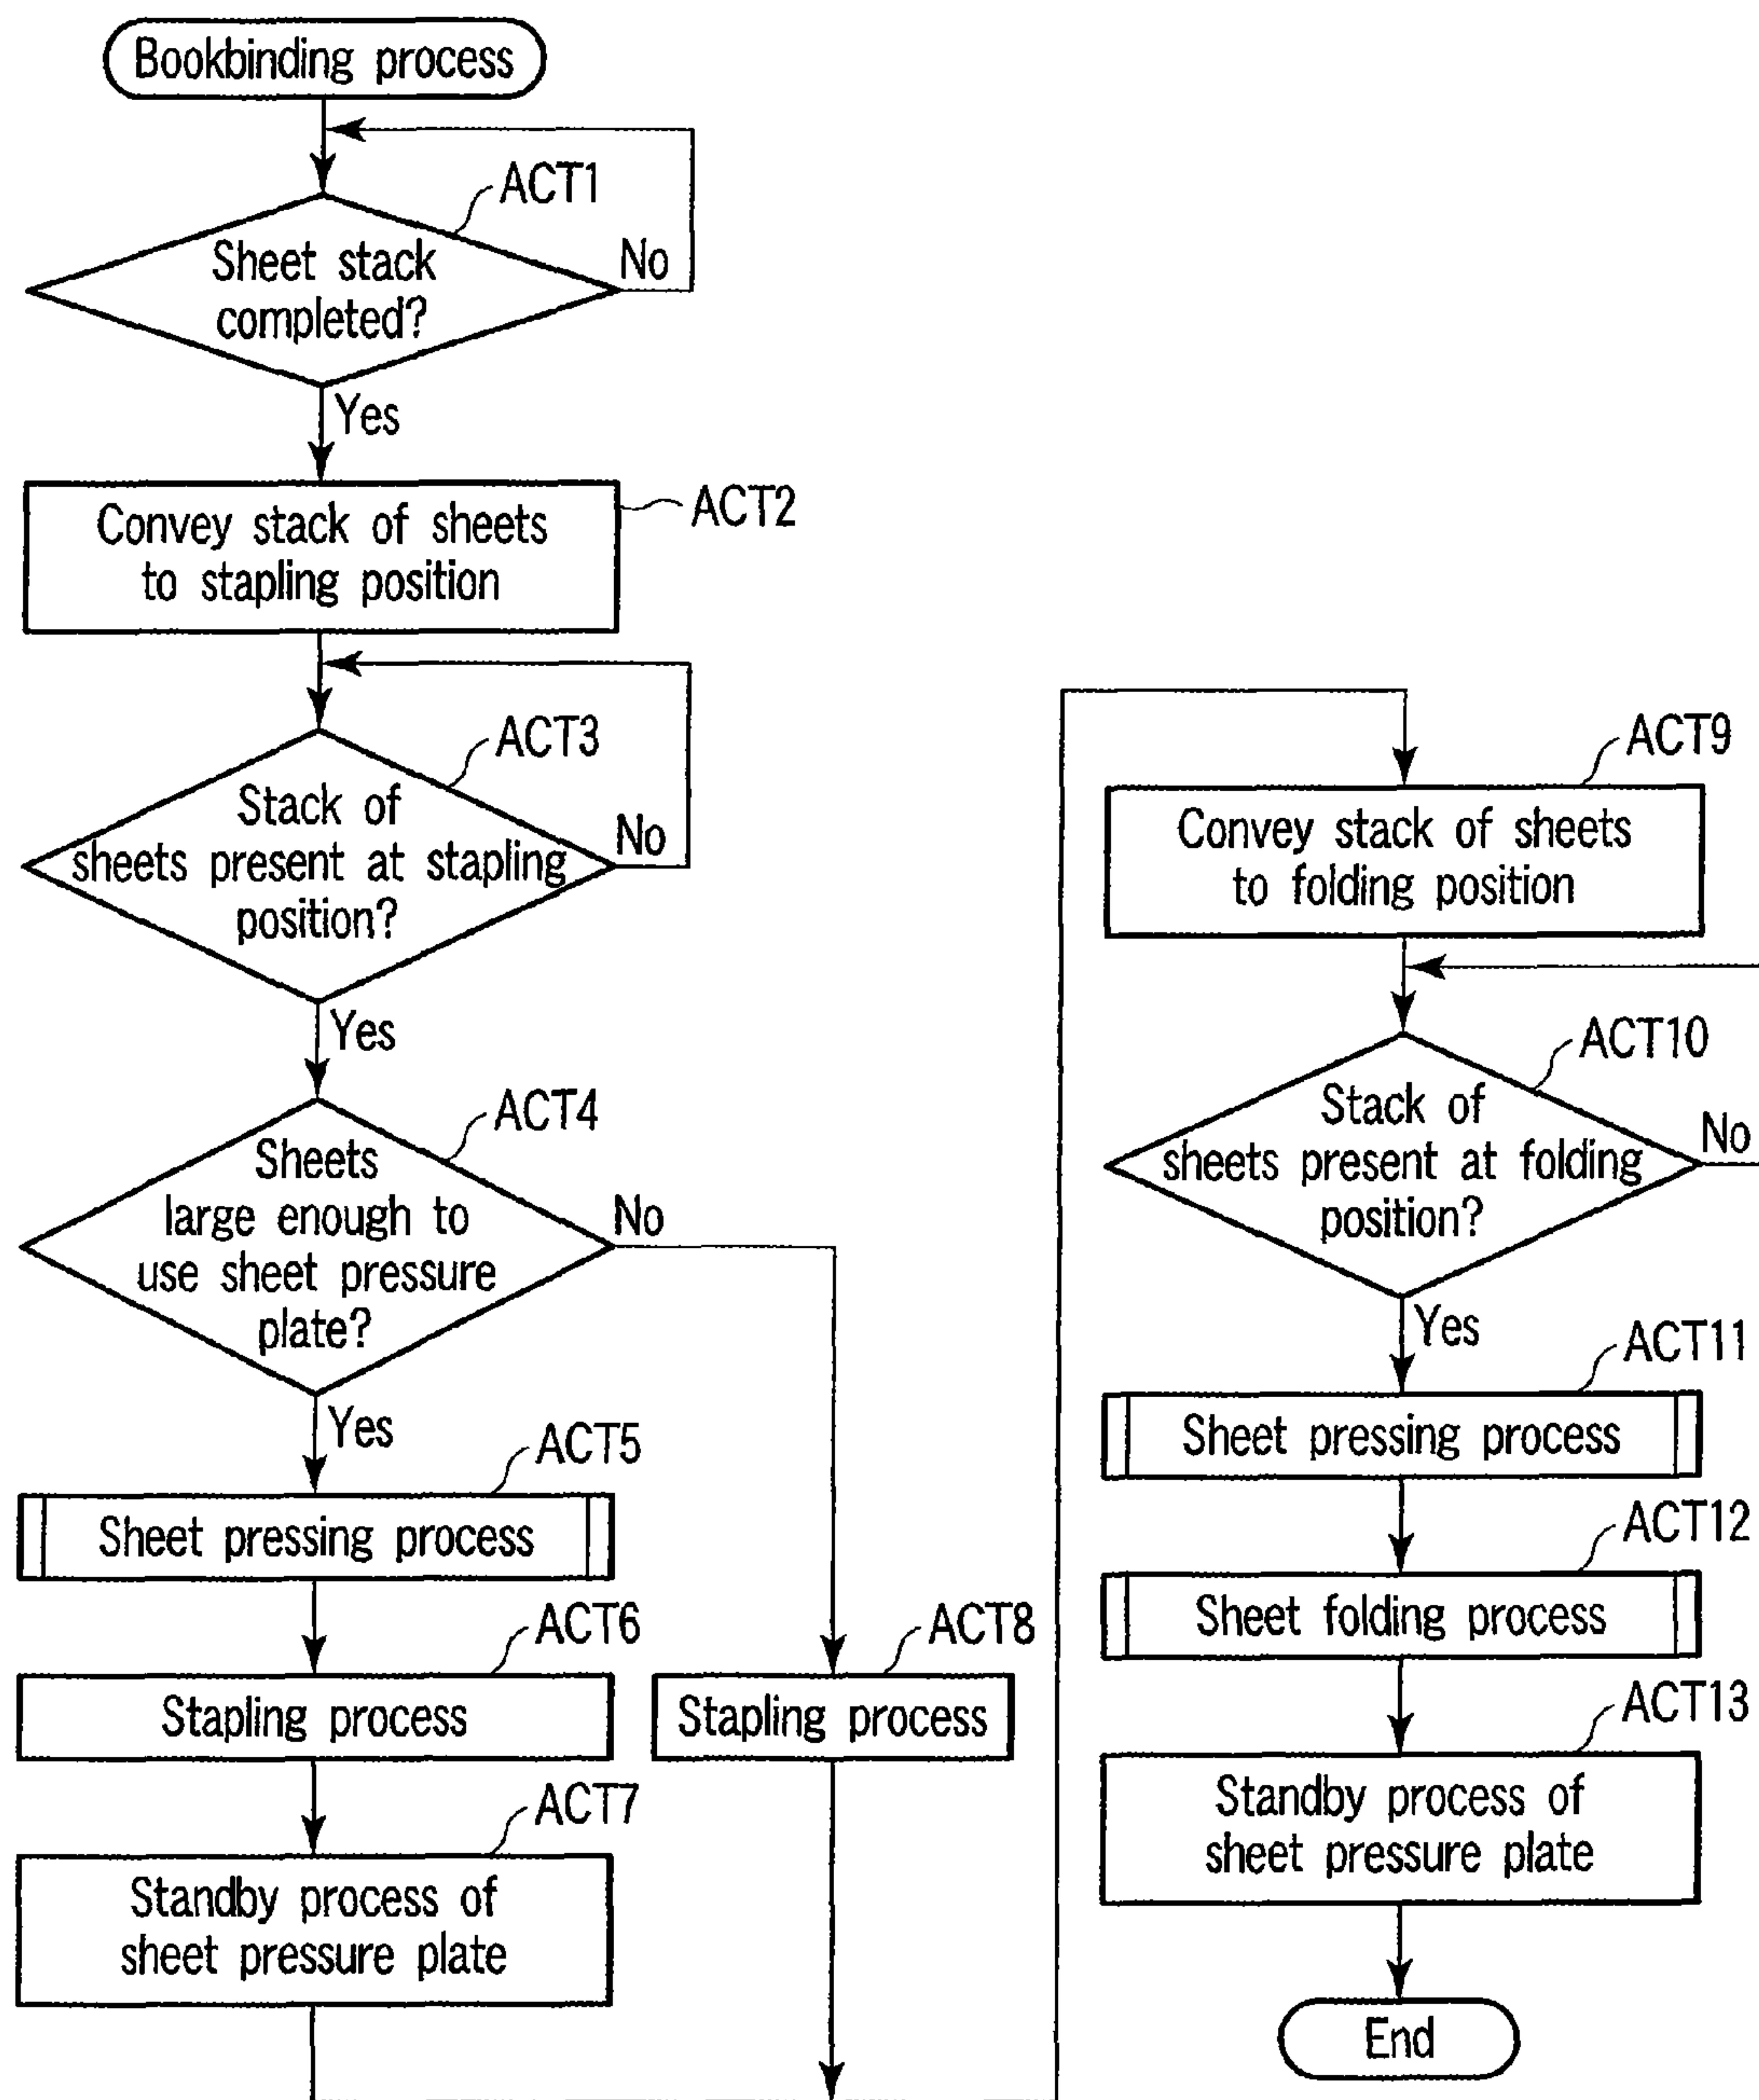 Bookbinding process
ACT1
Sheet stack
completed?
No
Yes
ACT2
Convey stack of sheets
to stapling position
ACT3
Stack of
sheets present at stapling
position?
No
Yes
ACT4
Sheets
large enough to
use sheet pressure
plate?
No
Yes
ACT5
Sheet pressing process
ACT6
Stapling process
ACT7
Standby process of
sheet pressure plate
ACT8
Stapling process
ACT9
Convey stack of sheets
to folding position
ACT10
Stack of
sheets present at folding
position?
No
Yes
ACT11
Sheet pressing process
ACT12
Sheet folding process
ACT13
Standby process of
sheet pressure plate
End